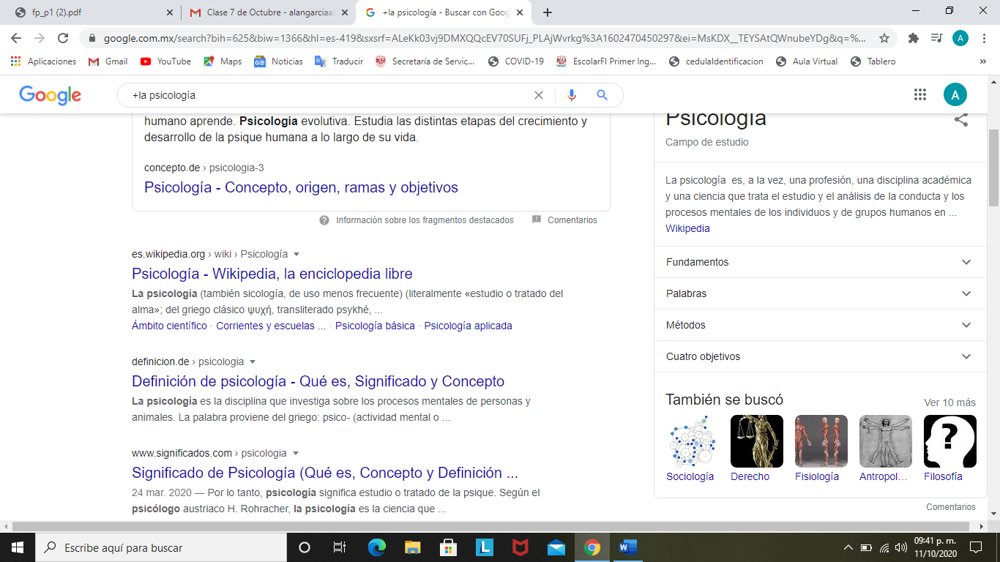 fp_p1 (2).pdf
Clase 7 de Octubre - alangarciaa
+la psicología - Buscar con Goog
google.com.mx/search?bih=625&biw=1366&hl=es-419&sxsrf=ALeKk03vj9DMXQQcEV70SUFj_PLAjWvrkg%3A1602470450297&ei=MsKDX__TEYSAtQWnubeYDg&q=%...
A
Aplicaciones
Gmail
YouTube
Maps
Noticias
Traducir
Secretaría de Servic...
COVID-19
EscolarFI Primer Ing...
cedulaIdentificacion
Aula Virtual
Tablero
»
Google
+la psicología
A
humano aprende. Psicología evolutiva. Estudia las distintas etapas del crecimiento y
desarrollo de la psique humana a lo largo de su vida.
concepto.de › psicologia-3
Psicología - Concepto, origen, ramas y objetivos
Información sobre los fragmentos destacados
Comentarios
es.wikipedia.org › wiki › Psicología
Psicología - Wikipedia, la enciclopedia libre
La psicología (también sicología, de uso menos frecuente) (literalmente «estudio o tratado del
alma»; del griego clásico ψυχή, transliterado psykhé, ...
Ámbito científico · Corrientes y escuelas ... · Psicología básica · Psicología aplicada
definicion.de › psicologia
Definición de psicología - Qué es, Significado y Concepto
La psicología es la disciplina que investiga sobre los procesos mentales de personas y
animales. La palabra proviene del griego: psico- (actividad mental o ...
www.significados.com › psicologia
Significado de Psicología (Qué es, Concepto y Definición ...
24 mar. 2020 — Por lo tanto, psicología significa estudio o tratado de la psique. Según el
psicólogo austriaco H. Rohracher, la psicología es la ciencia que ...
Psicología
Campo de estudio
La psicología es, a la vez, una profesión, una disciplina académica
y una ciencia que trata el estudio y el análisis de la conducta y los
procesos mentales de los individuos y de grupos humanos en ...
Wikipedia
Fundamentos
Palabras
Métodos
Cuatro objetivos
También se buscó
Ver 10 más
?
Sociología
Derecho
Fisiología
Antropol...
Filosofía
Comentarios
Escribe aquí para buscar
L
W
09:41 p. m.
11/10/2020